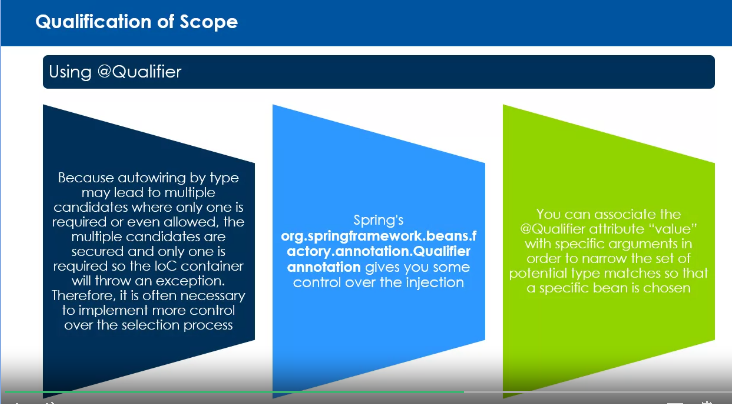 Qualification of Scope
Using @Qualifier
Because autowiring by type
may lead to multiple
candidates where only one is
required or even allowed, the
multiple candidates are
secured and only one is
required so the IoC container
will throw an exception.
Therefore, it is often necessary
to implement more control
over the selection process
Spring's
org.springframework.beans.f
actory.annotation.Qualifier
annotation gives you some
control over the injection
You can associate the
@Qualifier attribute “value”
with specific arguments in
order to narrow the set of
potential type matches so that
a specific bean is chosen